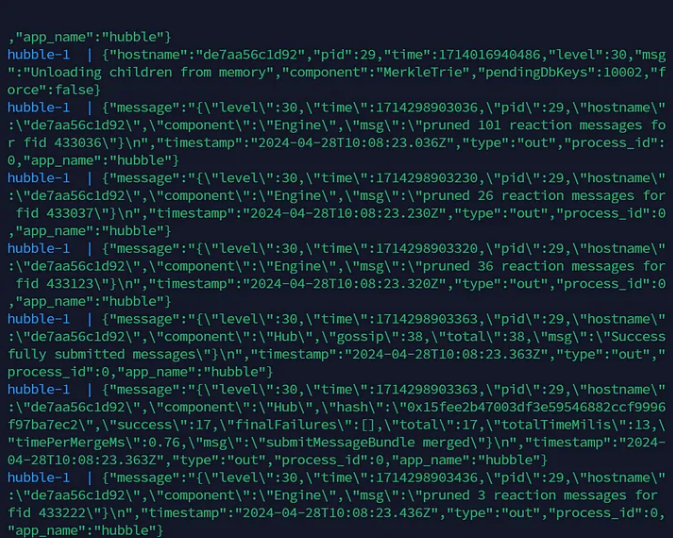 ,"app_name":"hubble"}
hubble-1  | {"hostname":"de7aa56c1d92","pid":29,"time":1714016940486,"level":30,"msg
":"Unloading children from memory","component":"MerkleTrie","pendingDbKeys":10002,"f
orce":false}
hubble-1  | {"message":"{\"level\":30,\"time\":1714298903036,\"pid\":29,\"hostname\"
:\"de7aa56c1d92\",\"component\":\"Engine\",\"msg\":\"pruned 101 reaction messages fo
r fid 433036\"}\n","timestamp":"2024-04-28T10:08:23.036Z","type":"out","process_id":
0,"app_name":"hubble"}
hubble-1  | {"message":"{\"level\":30,\"time\":1714298903230,\"pid\":29,\"hostname\"
:\"de7aa56c1d92\",\"component\":\"Engine\",\"msg\":\"pruned 26 reaction messages for
 fid 433037\"}\n","timestamp":"2024-04-28T10:08:23.230Z","type":"out","process_id":0
,"app_name":"hubble"}
hubble-1  | {"message":"{\"level\":30,\"time\":1714298903320,\"pid\":29,\"hostname\"
:\"de7aa56c1d92\",\"component\":\"Engine\",\"msg\":\"pruned 36 reaction messages for
 fid 433123\"}\n","timestamp":"2024-04-28T10:08:23.320Z","type":"out","process_id":0
,"app_name":"hubble"}
hubble-1  | {"message":"{\"level\":30,\"time\":1714298903363,\"pid\":29,\"hostname\"
:\"de7aa56c1d92\",\"component\":\"Hub\",\"gossip\":38,\"total\":38,\"msg\":\"Success
fully submitted messages\"}\n","timestamp":"2024-04-28T10:08:23.363Z","type":"out","
process_id":0,"app_name":"hubble"}
hubble-1  | {"message":"{\"level\":30,\"time\":1714298903363,\"pid\":29,\"hostname\"
:\"de7aa56c1d92\",\"component\":\"Hub\",\"hash\":\"0x15fee2b47003df3e59546882ccf9996
f97ba7ec2\",\"success\":17,\"finalFailures\":[],\"total\":17,\"totalTimeMilis\":13,\
"timePerMergeMs\":0.76,\"msg\":\"submitMessageBundle merged\"}\n","timestamp":"2024-
04-28T10:08:23.363Z","type":"out","process_id":0,"app_name":"hubble"}
hubble-1  | {"message":"{\"level\":30,\"time\":1714298903436,\"pid\":29,\"hostname\"
:\"de7aa56c1d92\",\"component\":\"Engine\",\"msg\":\"pruned 3 reaction messages for 
fid 433222\"}\n","timestamp":"2024-04-28T10:08:23.436Z","type":"out","process_id":0,
"app_name":"hubble"}